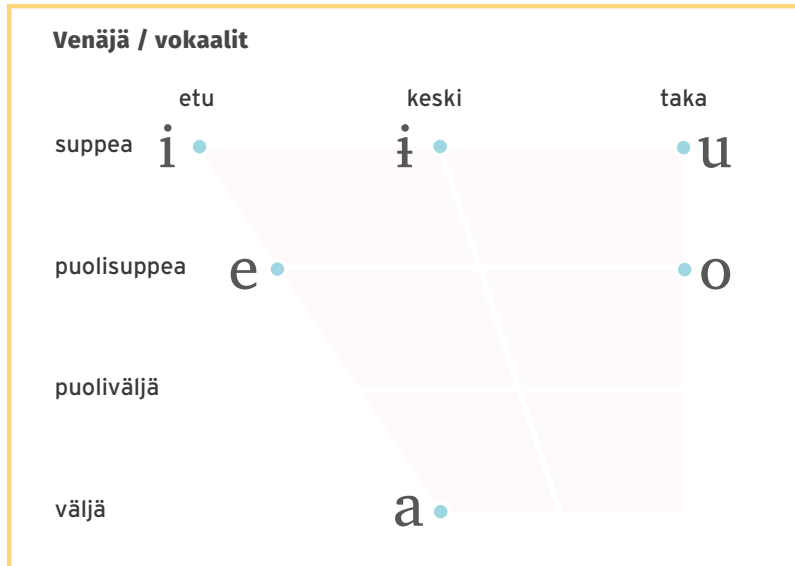 Venäjä / vokaalit
etu keski taka
suppea i ɨ u
puolisuppea e o
puoliväljä
väljä a